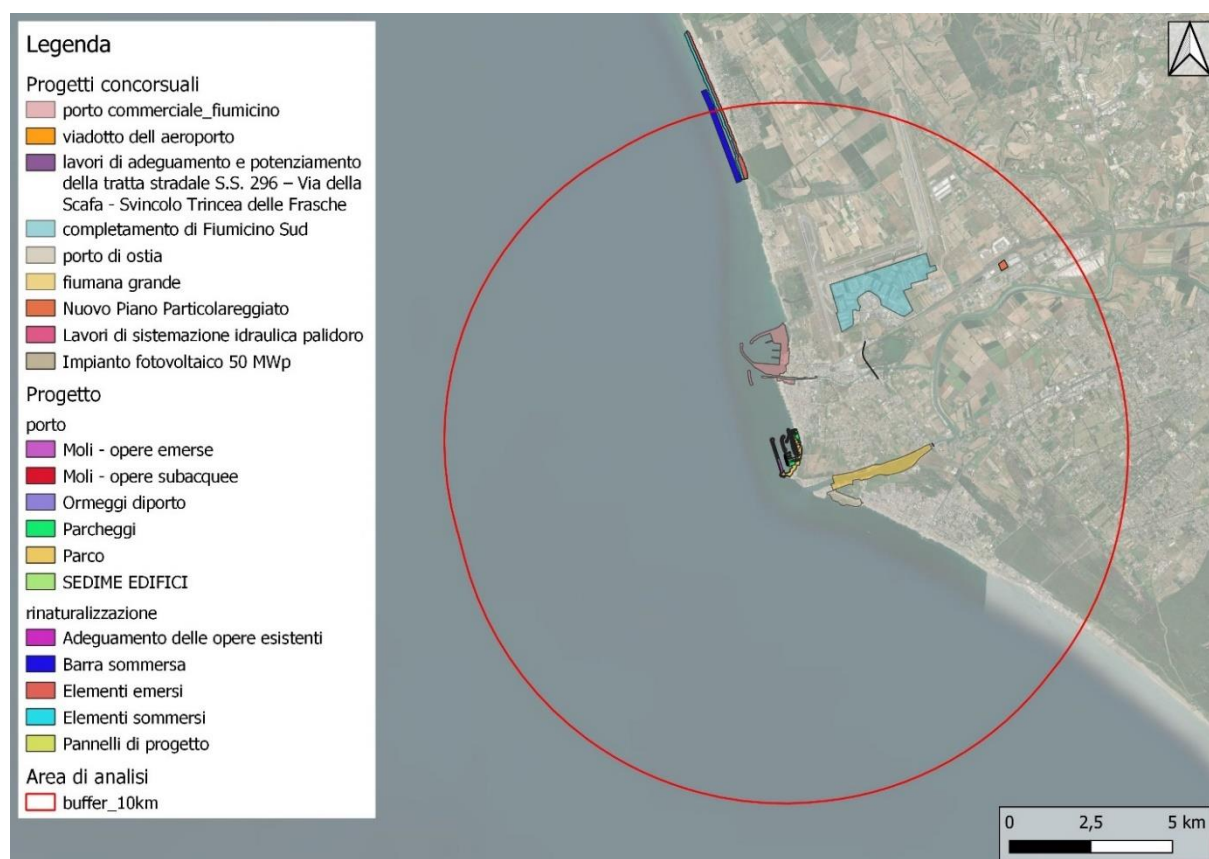 Legenda
Progetti concorsuali
porto commerciale_fiumicino
viadotto dell aeroporto
lavori di adeguamento e potenziamento
della tratta stradale S.S. 296 – Via della
Scafa - Svincolo Trincea delle Frasche
completamento di Fiumicino Sud
porto di ostia
fiumana grande
Nuovo Piano Particolareggiato
Lavori di sistemazione idraulica palidoro
Impianto fotovoltaico 50 MWp
Progetto
porto
Moli - opere emerse
Moli - opere subacquee
Ormeggi diporto
Parcheggi
Parco
SEDIME EDIFICI
rinaturalizzazione
Adeguamento delle opere esistenti
Barra sommersa
Elementi emersi
Elementi sommersi
Pannelli di progetto
Area di analisi
buffer_10km
0 2,5 5 km